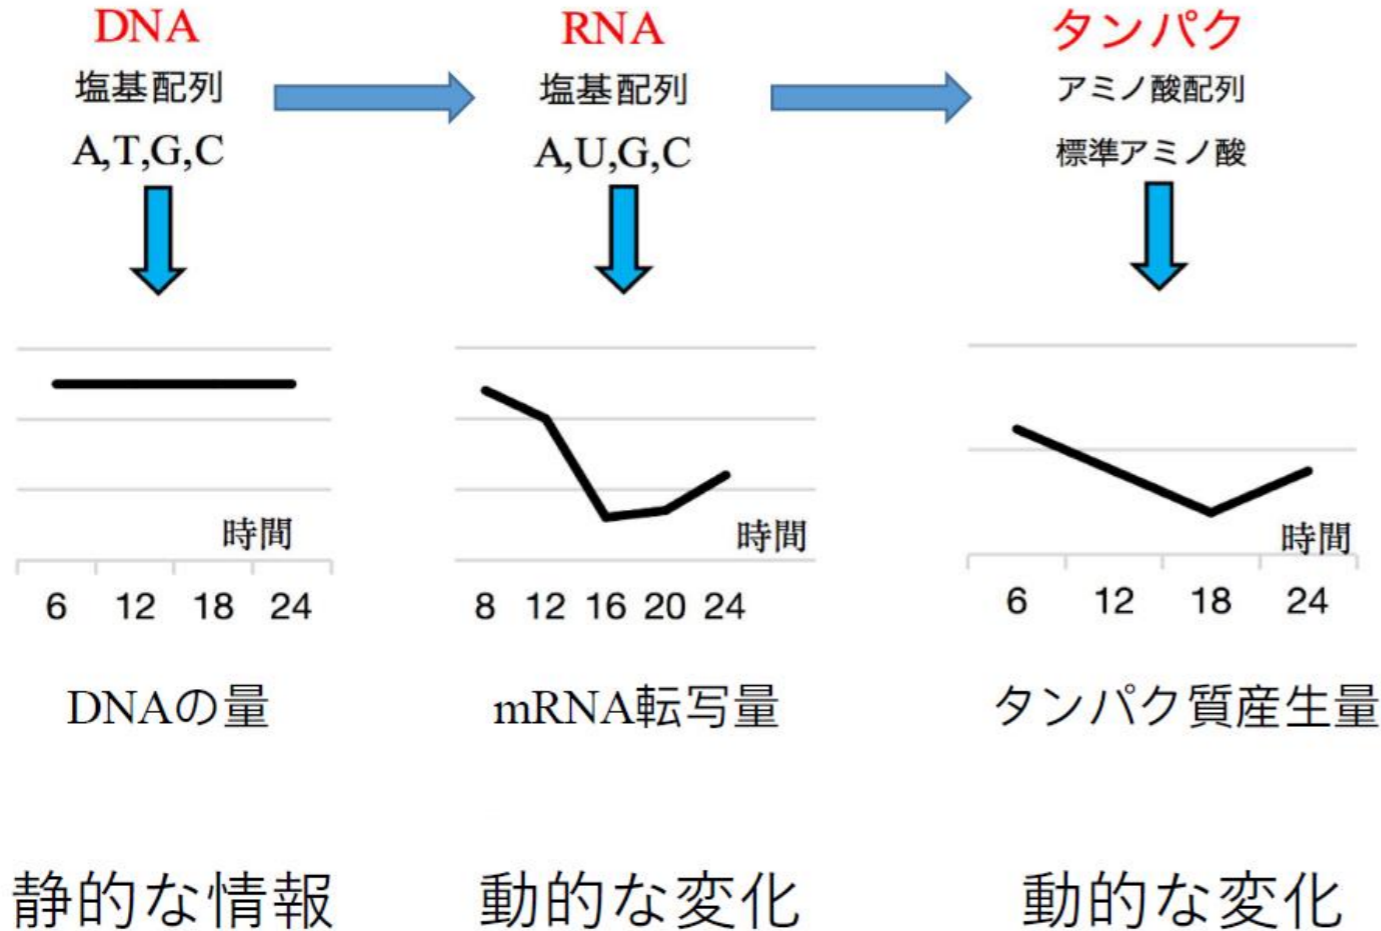 DNA
塩基配列
A,T,G,C
RNA
塩基配列
A,U,G,C
タンパク
アミノ酸配列
標準アミノ酸
時間
6 12 18 24
DNAの量
静的な情報
時間
8 12 16 20 24
mRNA転写量
動的な変化
時間
6 12 18 24
タンパク質産生量
動的な変化